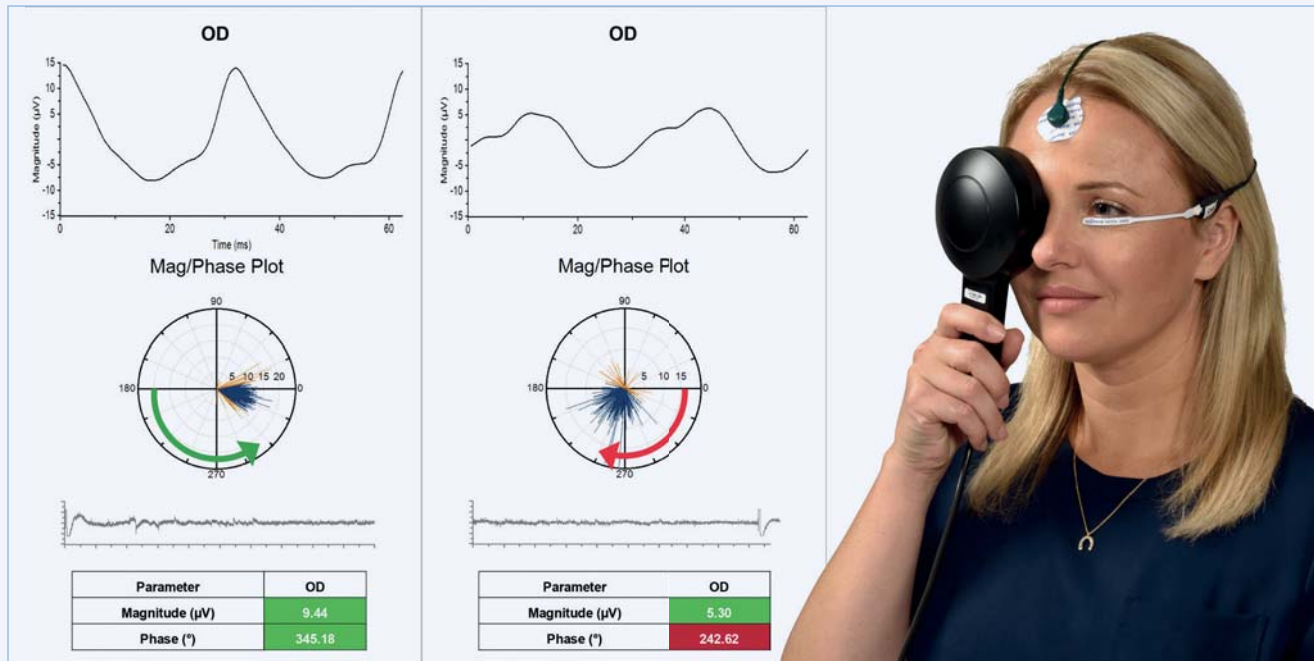 OD
15
10
5
-5
-10
-15
Magnitude (µV)
0 20 40 60
Time (ms)
Mag/Phase Plot
90
180
5 10 15 20
0
270
Parameter OD
Magnitude (µV) 9.44
Phase (°) 345.18
OD
15
10
5
-5
-10
-15
Magnitude (µV)
0 20 40 60
Mag/Phase Plot
90
180
5 10 15
0
270
Parameter OD
Magnitude (µV) 5.30
Phase (°) 242.62